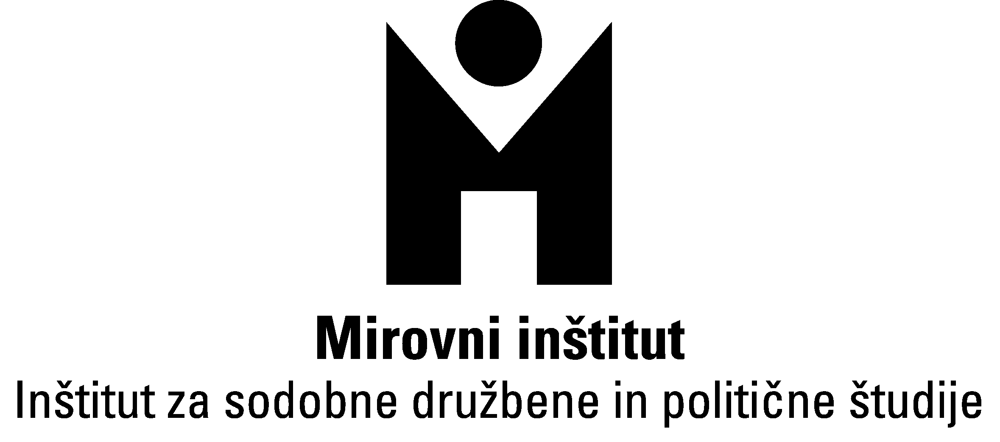 Mirovni inštitut
Inštitut za sodobne družbene in politične študije